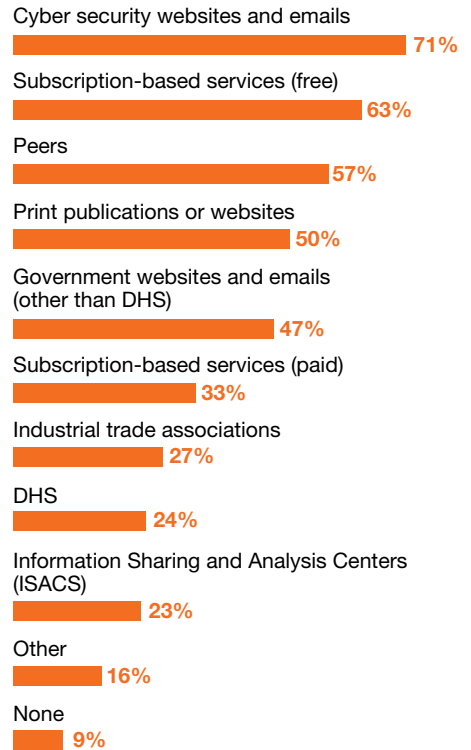 Cyber security websites and emails
71%
Subscription-based services (free)
63%
Peers
57%
Print publications or websites
50%
Government websites and emails
(other than DHS)
47%
Subscription-based services (paid)
33%
Industrial trade associations
27%
DHS
24%
Information Sharing and Analysis Centers
(ISACS)
23%
Other
16%
None
9%